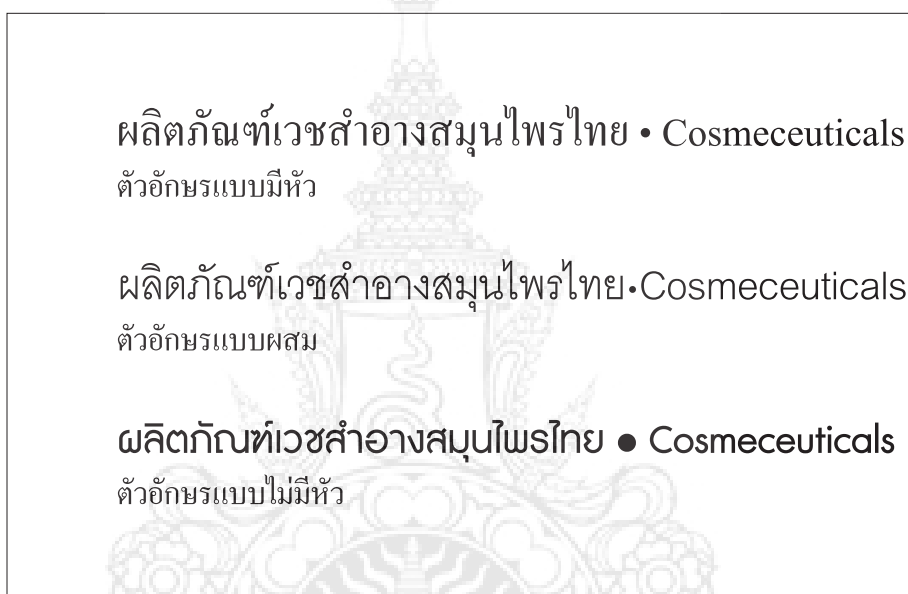 ผลิตภัณฑ์เวชสำอางสมุนไพรไทย • Cosmeceuticals
ตัวอักษรแบบมีหัว
ผลิตภัณฑ์เวชสำอางสมุนไพรไทย•Cosmeceuticals
ตัวอักษรแบบผสม
ผลิตภัณฑ์เวชสำอางสมุนไพรไทย ● Cosmeceuticals
ตัวอักษรแบบไม่มีหัว